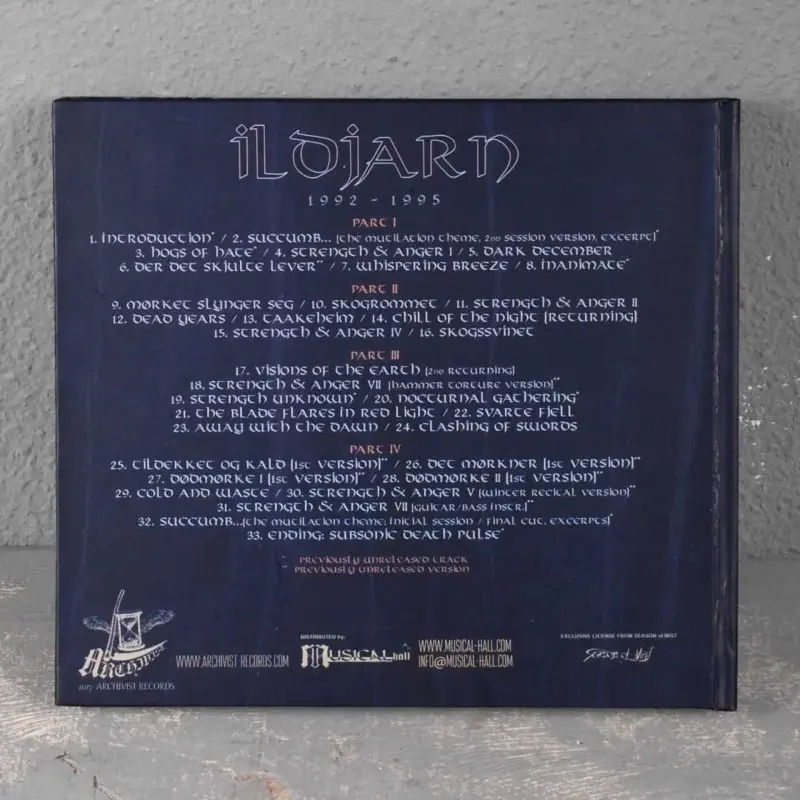 ILDJARN
1992 - 1995
PART I
1. INTRODUCTION* / 2. SUCCUMB... [THE MUTILATION THEME, 2ND SESSION VERSION, EXCERPT]*
3. HOGS OF HATE* / 4. STRENGTH & ANGER I / 5. DARK DECEMBER
6. DER DET SKJULTE LEVER** / 7. WHISPERING BREEZE / 8. INANIMATE*
PART II
9. MØRKET SLYNGER SEG / 10. SKOGROMMET / 11. STRENGTH & ANGER II
12. DEAD YEARS / 13. TAAKEHEIM / 14. CHILL OF THE NIGHT [RETURNING]
15. STRENGTH & ANGER IV / 16. SKOGSSVINET
PART III
17. VISIONS OF THE EARTH [2ND RETURNING]
18. STRENGTH & ANGER VII [HAMMER TORTURE VERSION]**
19. STRENGTH UNKNOWN* / 20. NOCTURNAL GATHERING*
21. THE BLADE FLARES IN RED LIGHT / 22. SVARTE FJELL
23. AWAY WITH THE DAWN / 24. CLASHING OF SWORDS
PART IV
25. TILDEKKET OG KALD [1ST VERSION]** / 26. DET MØRKNER [1ST VERSION]**
27. DØDMØRKE I [1ST VERSION]** / 28. DØDMØRKE II [1ST VERSION]**
29. COLD AND WASTE / 30. STRENGTH & ANGER V [WINTER RECITAL VERSION]**
31. STRENGTH & ANGER VII [GUITAR/BASS INSTR.]**
32. SUCCUMB...[THE MUTILATION THEME: INITIAL SESSION / FINAL CUT, EXCERPTS]*
33. ENDING: SUBSONIC DEATH PULSE*
* PREVIOUSLY UNRELEASED TRACK
** PREVIOUSLY UNRELEASED VERSION
ARCHIVIST
2017 ARCHIVIST RECORDS
WWW.ARCHIVIST-RECORDS.COM
DISTRIBUTED by:
MUSICAL hall
WWW.MUSICAL-HALL.COM
INFO@MUSICAL-HALL.COM
EXCLUSIVE LICENSE FROM SEASON of MIST
Season of Mist